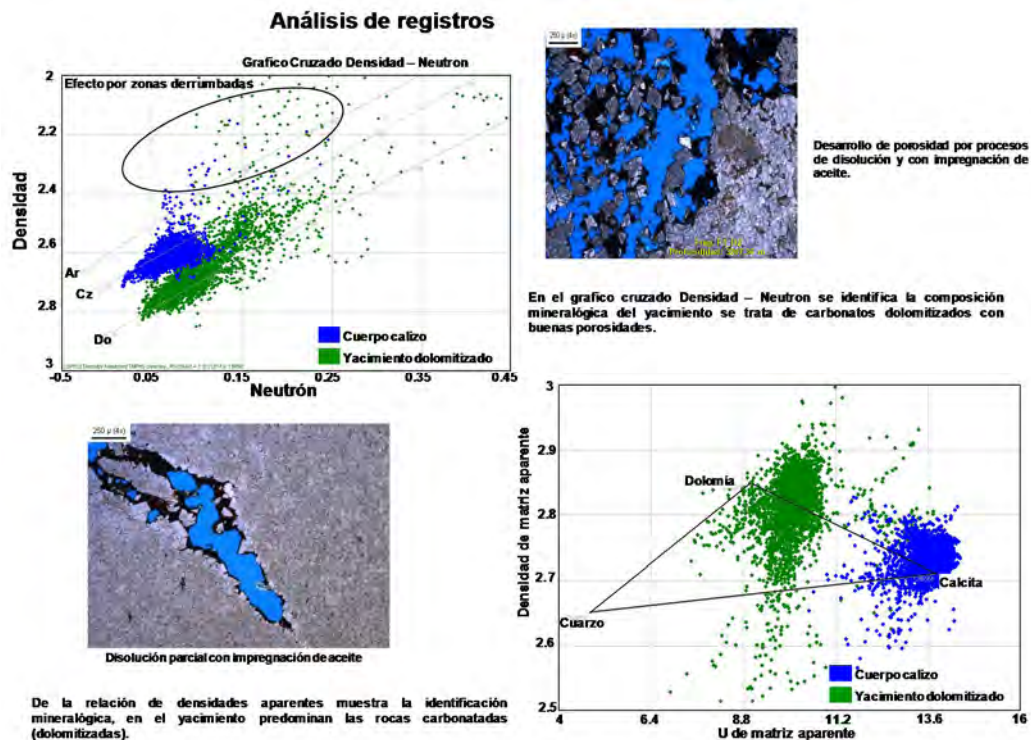 Análisis de registros
Grafico Cruzado Densidad – Neutron
Efecto por zonas derrumbadas
Densidad
2
2.2
2.4
2.6
2.8
3
Ar
Cz
Do
Cuerpo calizo
Yacimiento dolomitizado
-0.5 0.05 0.15 0.25 0.35 0.45
Neutrón
250 µ (4x)
Desarrollo de porosidad por procesos
de disolución y con impregnación de
aceite.
En el grafico cruzado Densidad – Neutron se identifica la composición
mineralógica del yacimiento se trata de carbonatos dolomitizados con
buenas porosidades.
250 µ (4x)
Disolución parcial con impregnación de aceite
De la relación de densidades aparentes muestra la identificación
mineralógica, en el yacimiento predominan las rocas carbonatadas
(dolomitizadas).
Densidad de matriz aparente
3
2.9
2.8
2.7
2.6
2.5
Dolomía
Calcita
Cuarzo
Cuerpo calizo
Yacimiento dolomitizado
4 6.4 8.8 11.2 13.6 16
U de matriz aparente